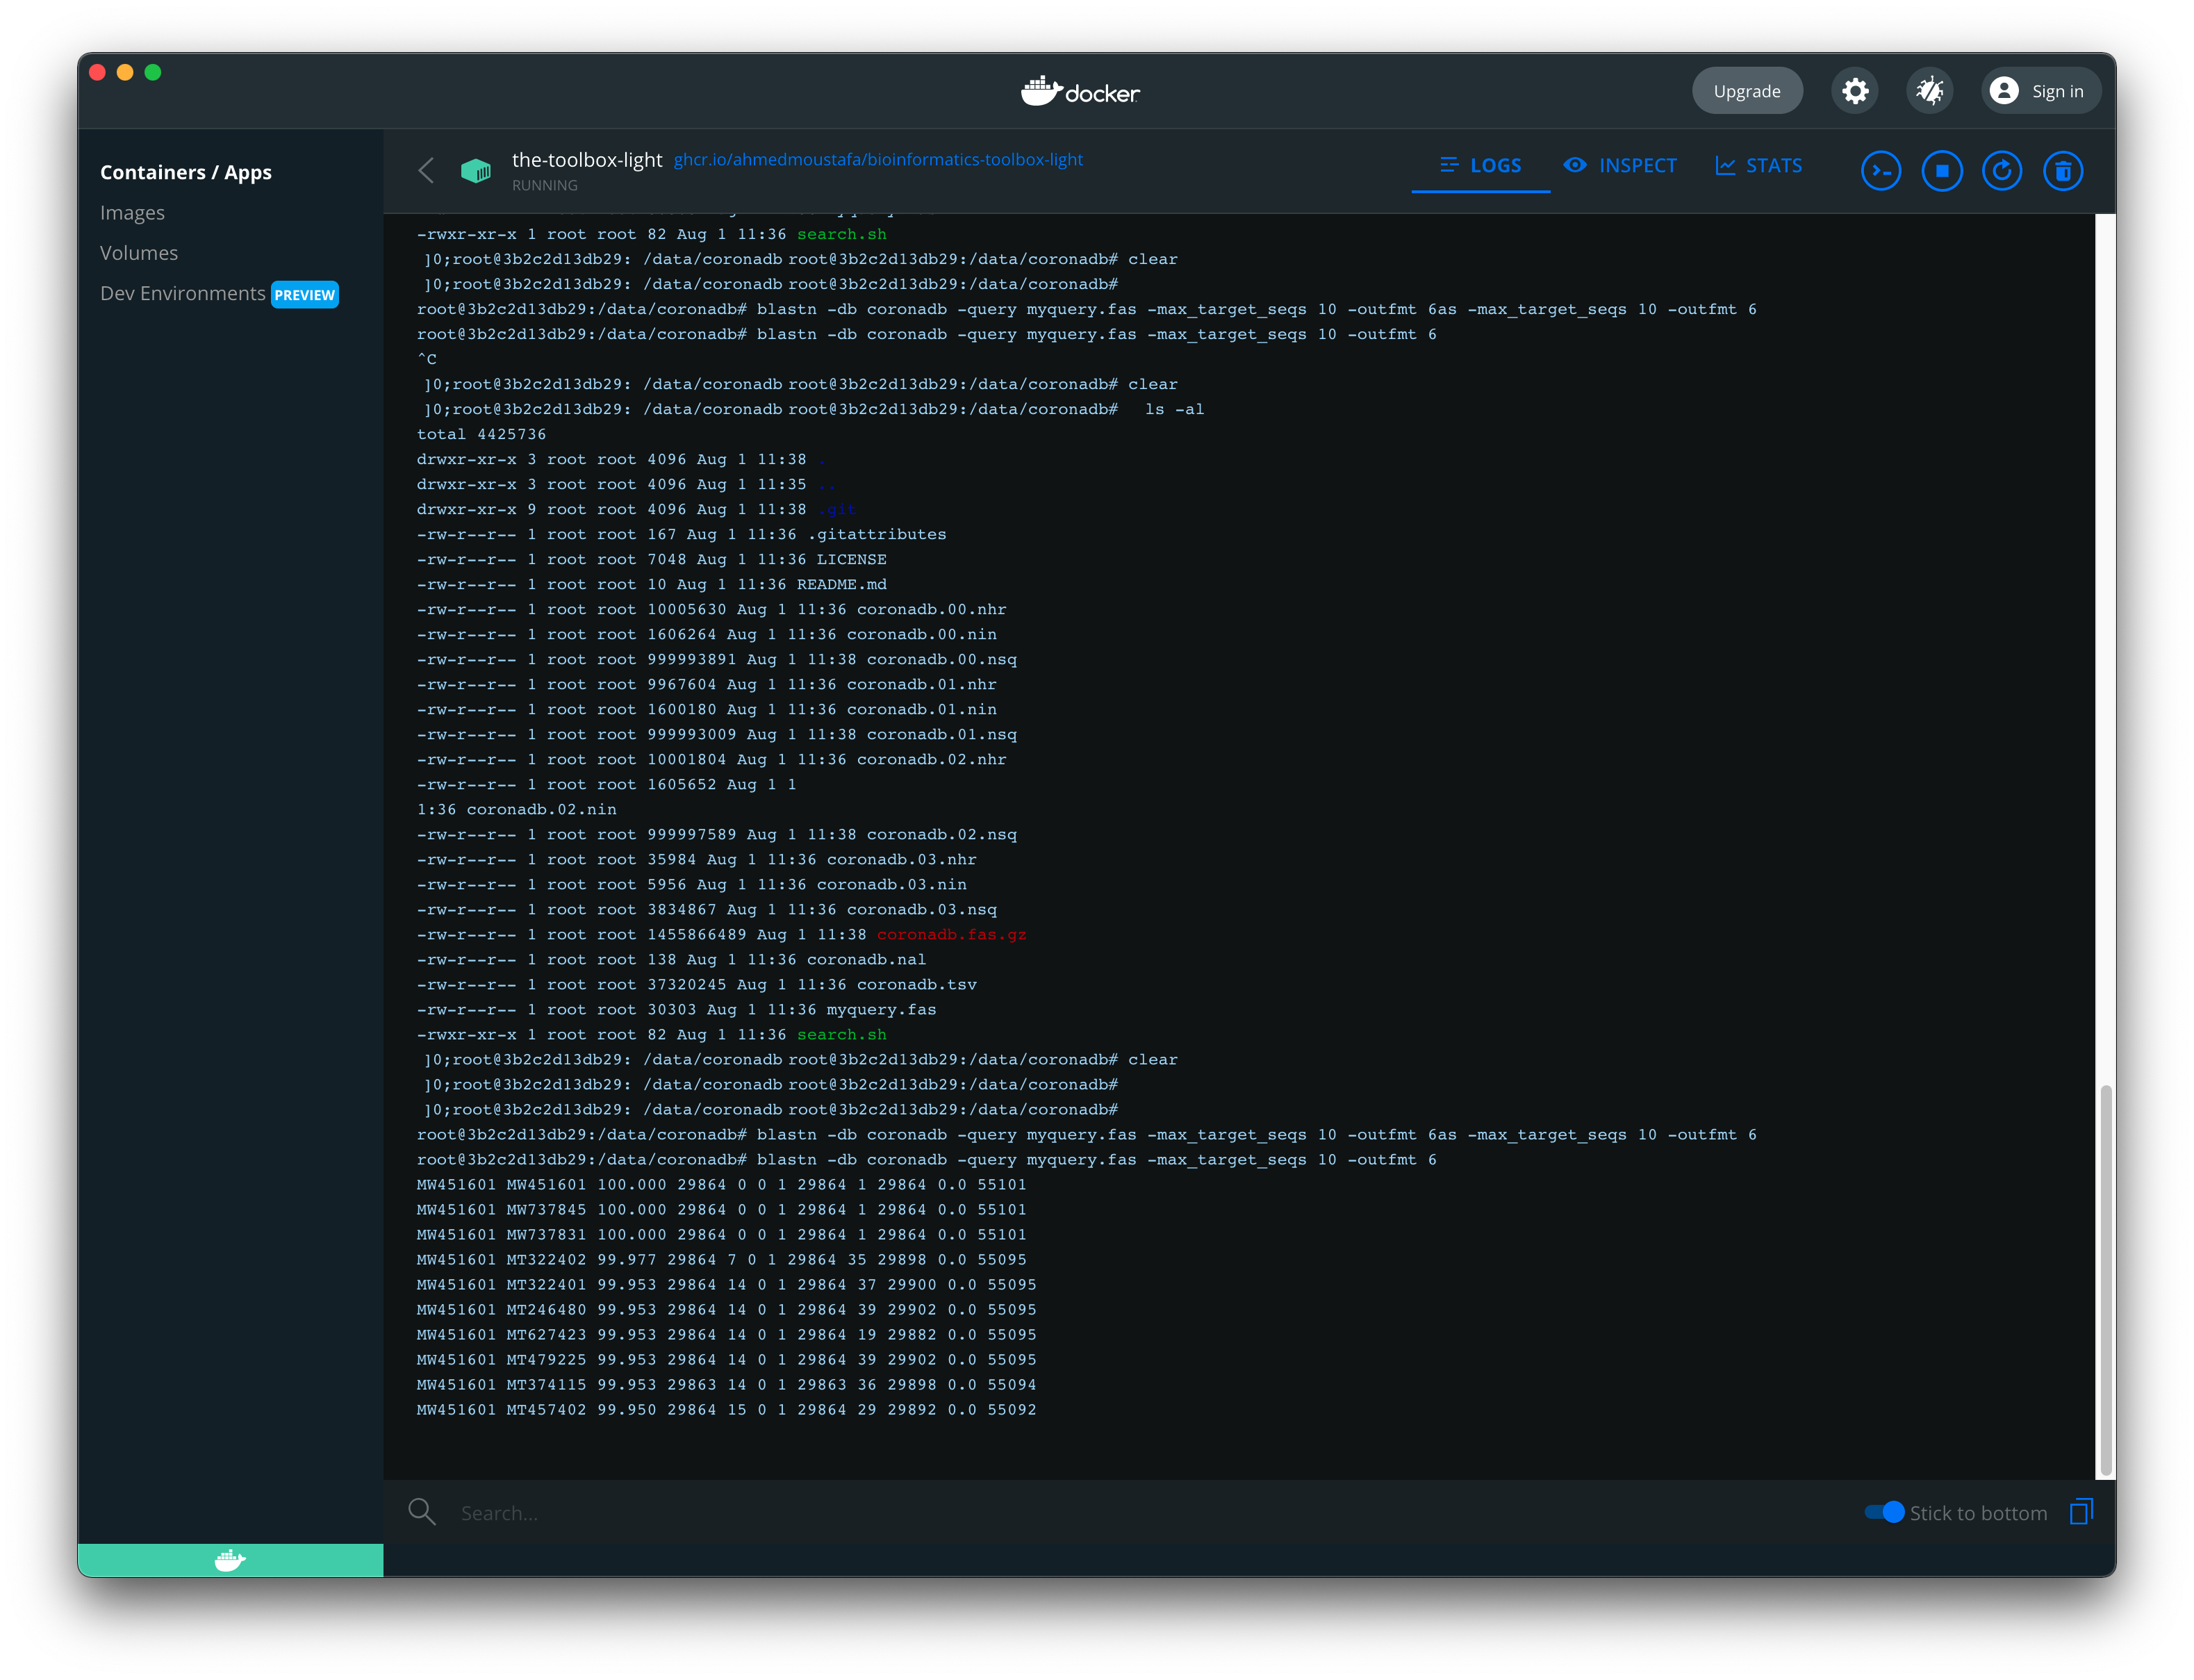 docker
Upgrade
Sign in
Containers / Apps
Images
Volumes
Dev Environments PREVIEW
the-toolbox-light ghcr.io/ahmedmoustafa/bioinformatics-toolbox-light
RUNNING
LOGS
INSPECT
STATS
-rwxr-xr-x 1 root root 82 Aug 1 11:36 search.sh
]0;root@3b2c2d13db29: /data/coronadb root@3b2c2d13db29:/data/coronadb# clear
]0;root@3b2c2d13db29: /data/coronadb root@3b2c2d13db29:/data/coronadb#
root@3b2c2d13db29:/data/coronadb# blastn -db coronadb -query myquery.fas -max_target_seqs 10 -outfmt 6as -max_target_seqs 10 -outfmt 6
root@3b2c2d13db29:/data/coronadb# blastn -db coronadb -query myquery.fas -max_target_seqs 10 -outfmt 6
^C
]0;root@3b2c2d13db29: /data/coronadb root@3b2c2d13db29:/data/coronadb# clear
]0;root@3b2c2d13db29: /data/coronadb root@3b2c2d13db29:/data/coronadb# ls -al
total 4425736
drwxr-xr-x 3 root root 4096 Aug 1 11:38 .
drwxr-xr-x 3 root root 4096 Aug 1 11:35 ..
drwxr-xr-x 9 root root 4096 Aug 1 11:38 .git
-rw-r--r-- 1 root root 167 Aug 1 11:36 .gitattributes
-rw-r--r-- 1 root root 7048 Aug 1 11:36 LICENSE
-rw-r--r-- 1 root root 10 Aug 1 11:36 README.md
-rw-r--r-- 1 root root 10005630 Aug 1 11:36 coronadb.00.nhr
-rw-r--r-- 1 root root 1606264 Aug 1 11:36 coronadb.00.nin
-rw-r--r-- 1 root root 999993891 Aug 1 11:38 coronadb.00.nsq
-rw-r--r-- 1 root root 9967604 Aug 1 11:36 coronadb.01.nhr
-rw-r--r-- 1 root root 1600180 Aug 1 11:36 coronadb.01.nin
-rw-r--r-- 1 root root 999993009 Aug 1 11:38 coronadb.01.nsq
-rw-r--r-- 1 root root 10001804 Aug 1 11:36 coronadb.02.nhr
-rw-r--r-- 1 root root 1605652 Aug 1 1
1:36 coronadb.02.nin
-rw-r--r-- 1 root root 999997589 Aug 1 11:38 coronadb.02.nsq
-rw-r--r-- 1 root root 35984 Aug 1 11:36 coronadb.03.nhr
-rw-r--r-- 1 root root 5956 Aug 1 11:36 coronadb.03.nin
-rw-r--r-- 1 root root 3834867 Aug 1 11:36 coronadb.03.nsq
-rw-r--r-- 1 root root 1455866489 Aug 1 11:38 coronadb.fas.gz
-rw-r--r-- 1 root root 138 Aug 1 11:36 coronadb.nal
-rw-r--r-- 1 root root 37320245 Aug 1 11:36 coronadb.tsv
-rw-r--r-- 1 root root 30303 Aug 1 11:36 myquery.fas
-rwxr-xr-x 1 root root 82 Aug 1 11:36 search.sh
]0;root@3b2c2d13db29: /data/coronadb root@3b2c2d13db29:/data/coronadb# clear
]0;root@3b2c2d13db29: /data/coronadb root@3b2c2d13db29:/data/coronadb#
]0;root@3b2c2d13db29: /data/coronadb root@3b2c2d13db29:/data/coronadb#
root@3b2c2d13db29:/data/coronadb# blastn -db coronadb -query myquery.fas -max_target_seqs 10 -outfmt 6as -max_target_seqs 10 -outfmt 6
root@3b2c2d13db29:/data/coronadb# blastn -db coronadb -query myquery.fas -max_target_seqs 10 -outfmt 6
MW451601 MW451601 100.000 29864 0 0 1 29864 1 29864 0.0 55101
MW451601 MW737845 100.000 29864 0 0 1 29864 1 29864 0.0 55101
MW451601 MW737831 100.000 29864 0 0 1 29864 1 29864 0.0 55101
MW451601 MT322402 99.977 29864 7 0 1 29864 35 29898 0.0 55095
MW451601 MT322401 99.953 29864 14 0 1 29864 37 29900 0.0 55095
MW451601 MT246480 99.953 29864 14 0 1 29864 39 29902 0.0 55095
MW451601 MT627423 99.953 29864 14 0 1 29864 19 29882 0.0 55095
MW451601 MT479225 99.953 29864 14 0 1 29864 39 29902 0.0 55095
MW451601 MT374115 99.953 29863 14 0 1 29863 36 29898 0.0 55094
MW451601 MT457402 99.950 29864 15 0 1 29864 29 29892 0.0 55092
Search...
Stick to bottom